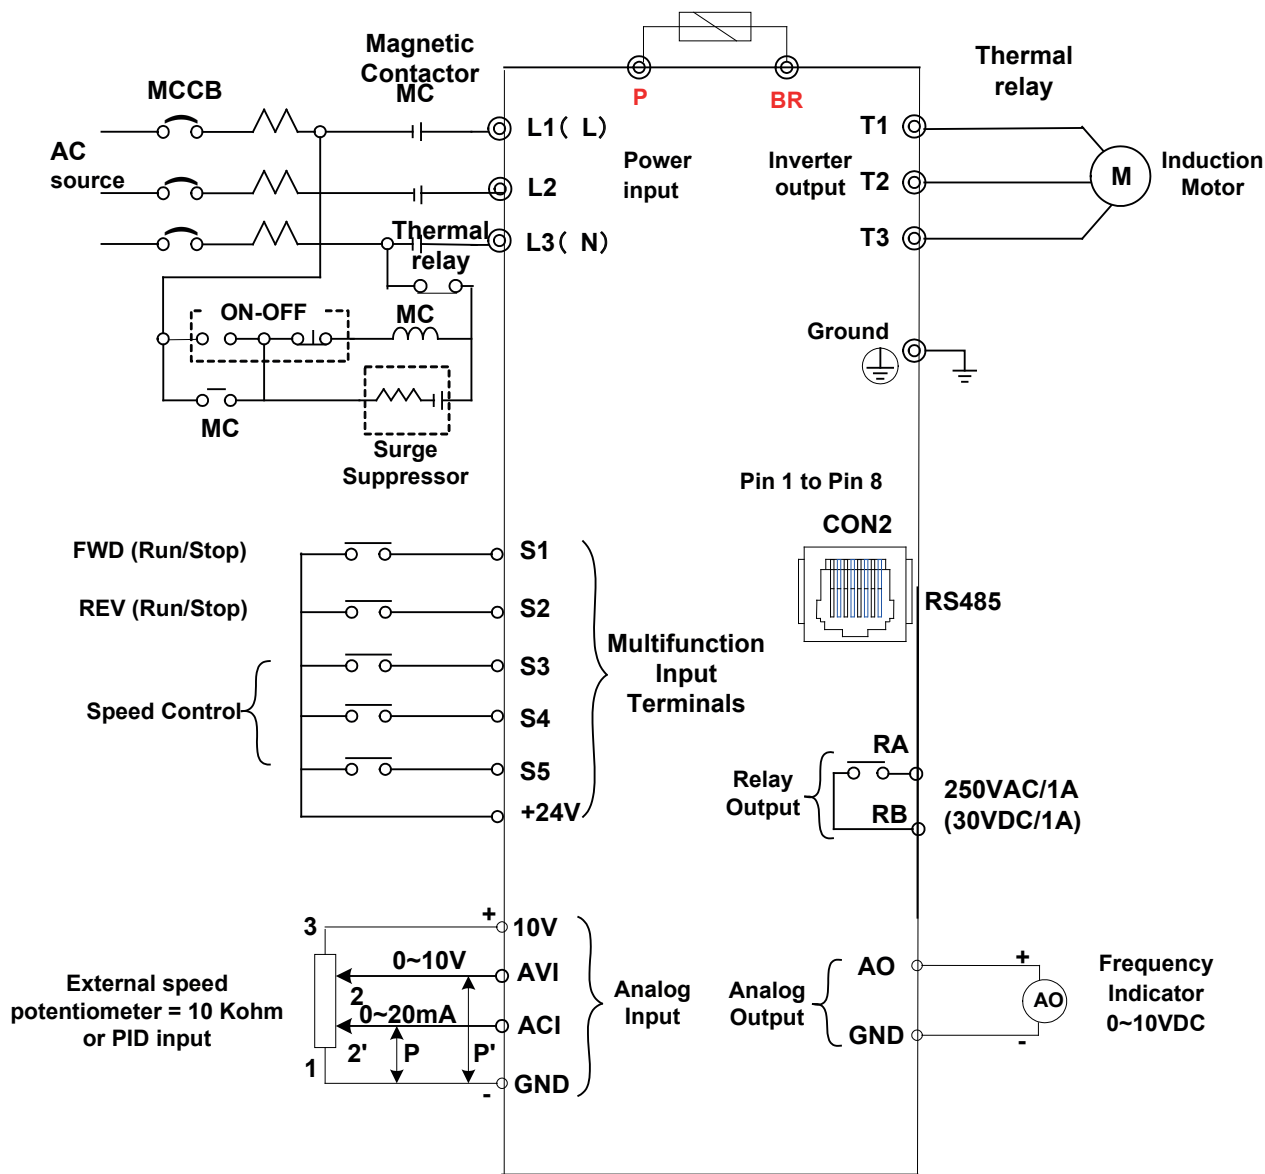 Magnetic
Contactor
MC
MCCB
AC
source
Thermal
relay
ON-OFF
MC
MC
Surge
Suppressor
P
BR
L1( L)
L2
L3( N)
Power
input
Inverter
output
T1
T2
T3
Thermal
relay
M
Induction
Motor
Ground
Pin 1 to Pin 8
CON2
RS485
FWD (Run/Stop)
REV (Run/Stop)
Speed Control
S1
S2
S3
S4
S5
+24V
Multifunction
Input
Terminals
Relay
Output
RA
RB
250VAC/1A
(30VDC/1A)
External speed
potentiometer = 10 Kohm
or PID input
3
2
2'
1
+
0~10V
0~20mA
P
P'
-
10V
AVI
ACI
GND
Analog
Input
Analog
Output
AO
GND
+
AO
-
Frequency
Indicator
0~10VDC